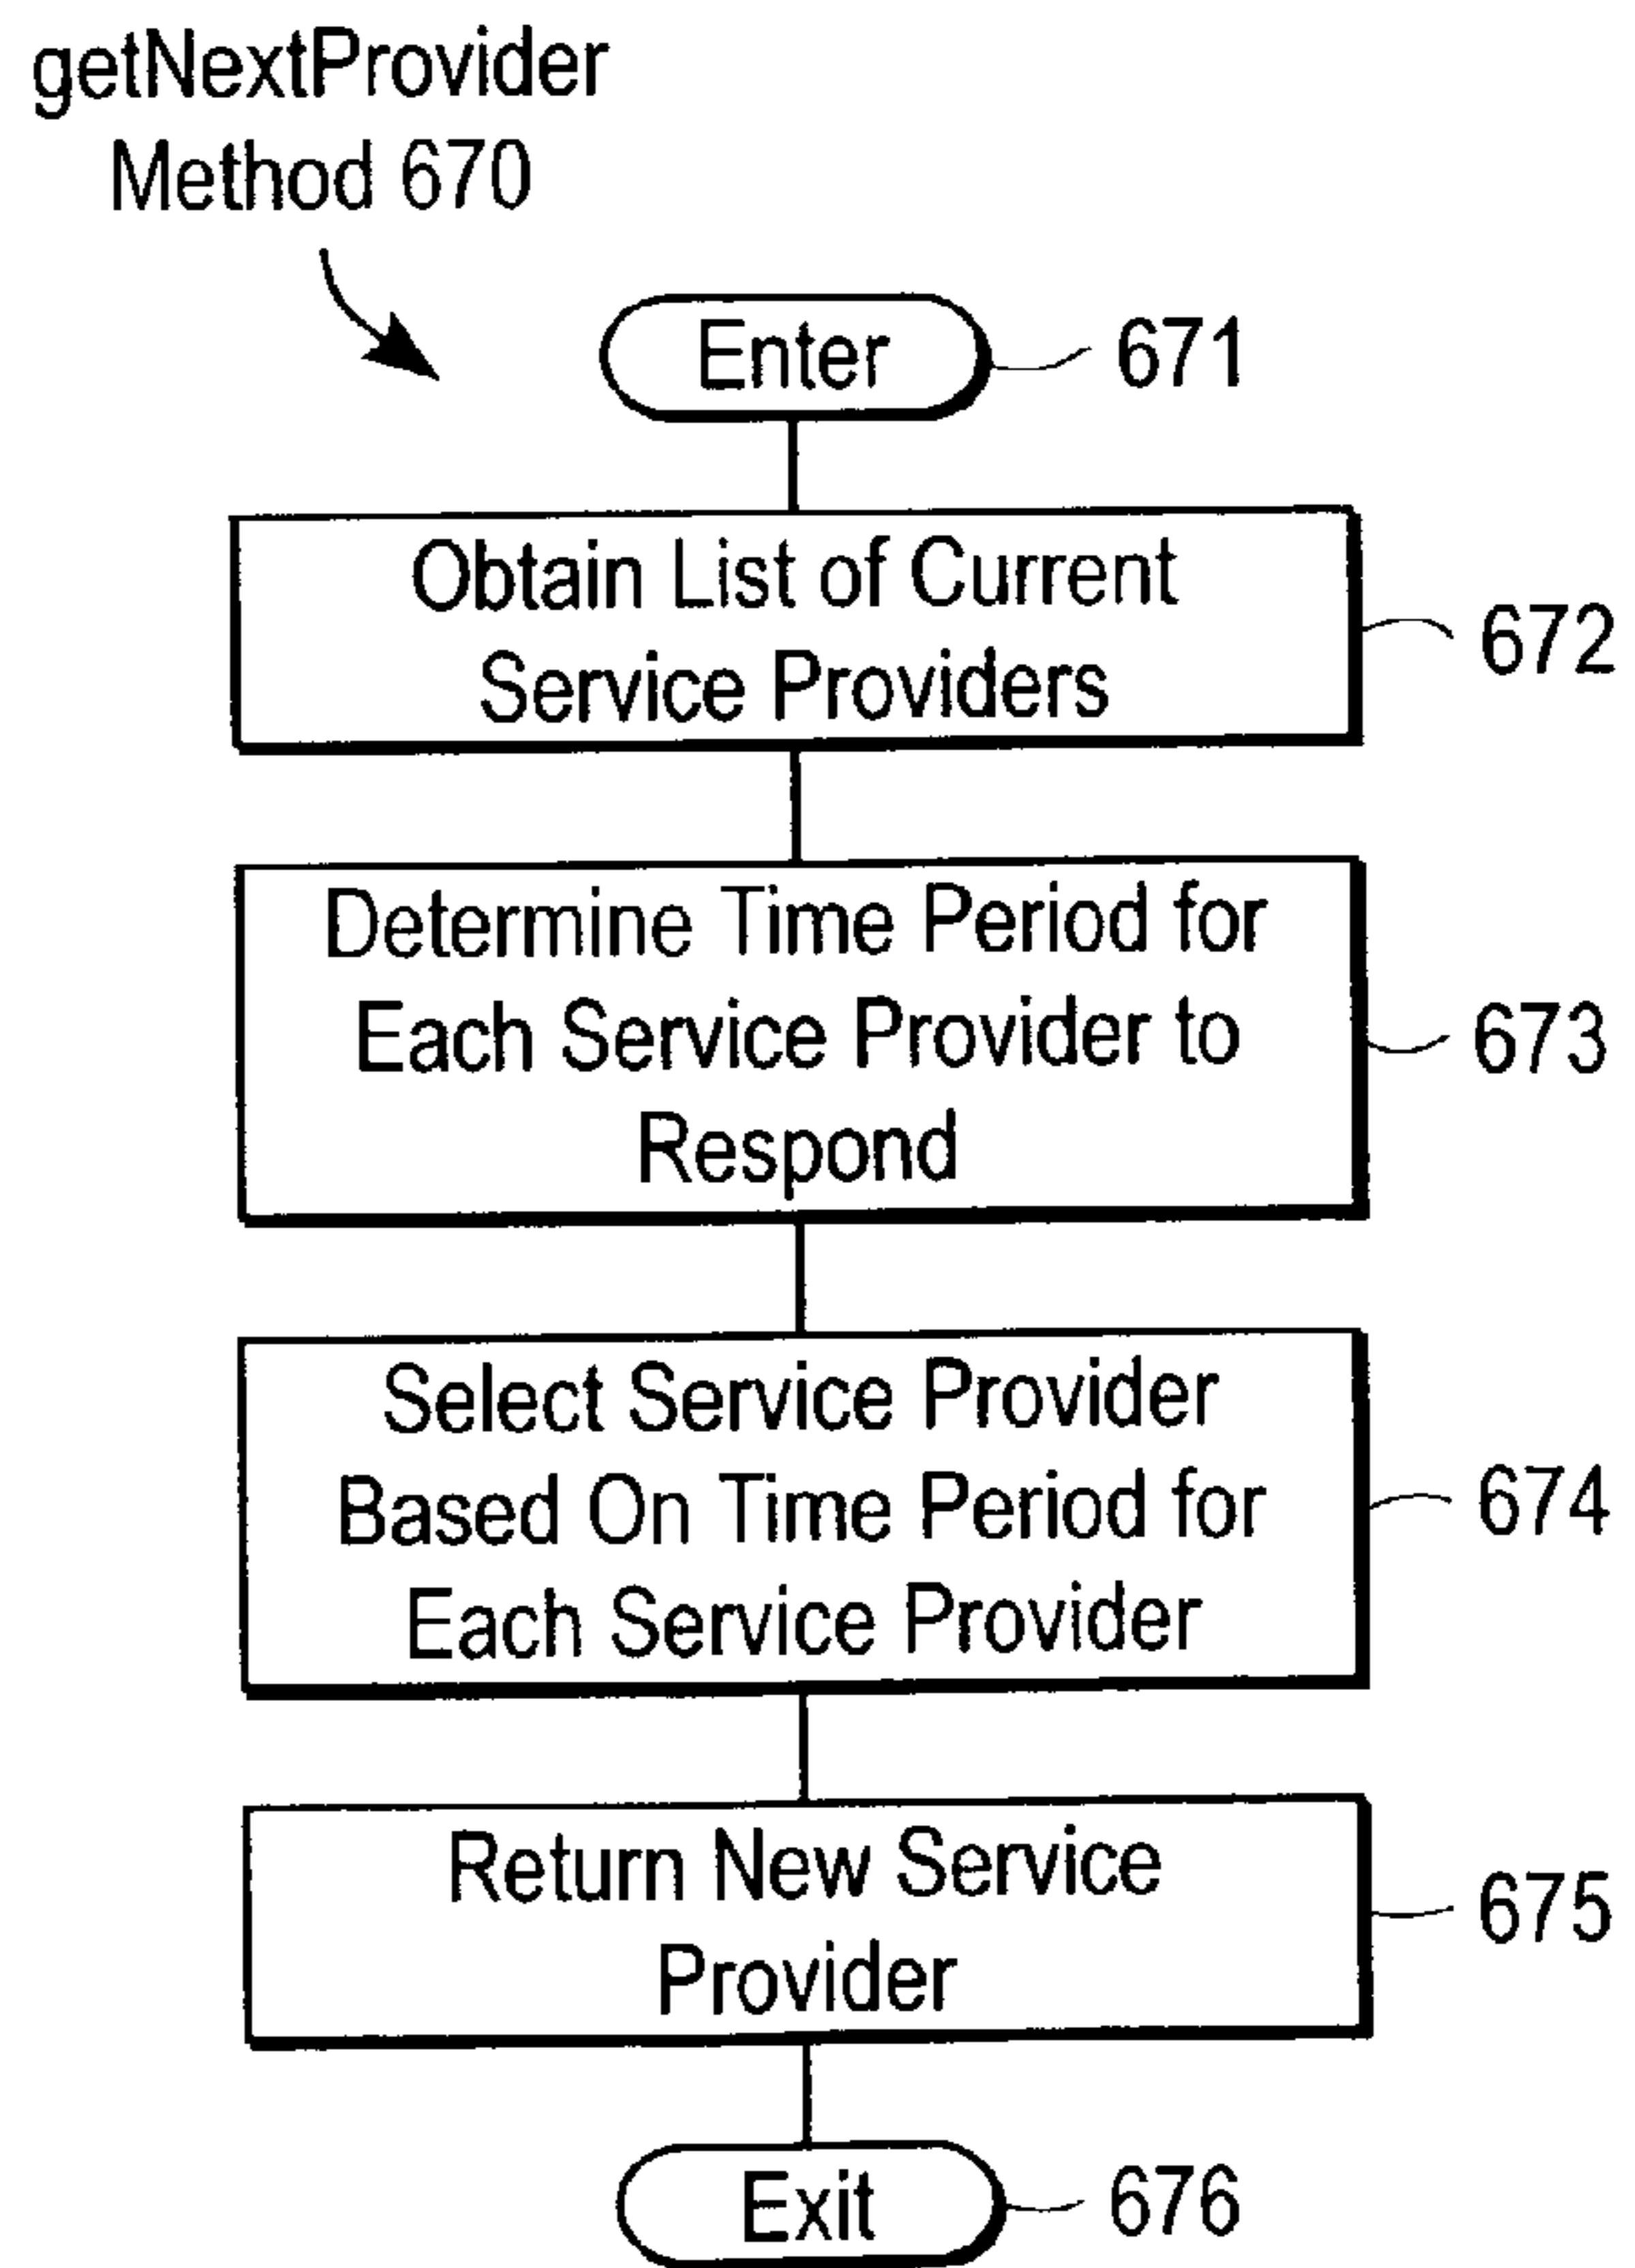 getNextProvider
Method 670
Enter
671
Obtain List of Current
Service Providers
672
Determine Time Period for
Each Service Provider to
Respond
673
Select Service Provider
Based On Time Period for
Each Service Provider
674
Return New Service
Provider
675
Exit
676